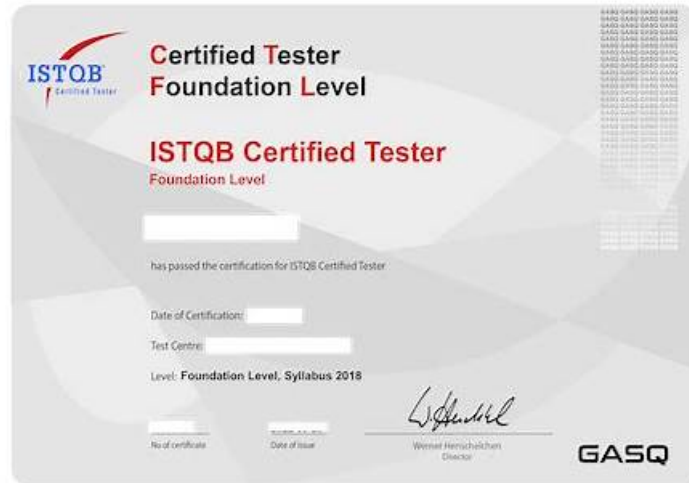 ISTQB
Certified Tester
Certified Tester
Foundation Level
ISTQB Certified Tester
Foundation Level
has passed the certification for ISTQB Certified Tester
Date of Certification:
Test Centre:
Level: Foundation Level, Syllabus 2018
No of certificate
Date of Issue
Director
GASQ